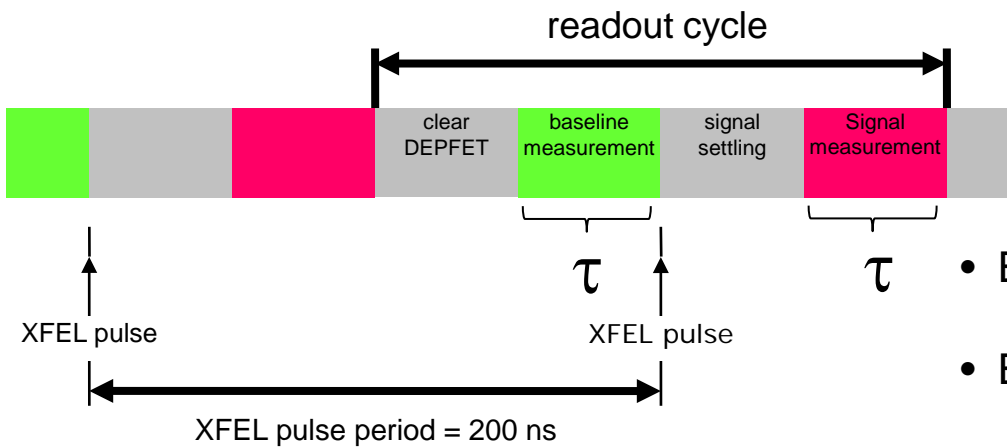 readout cycle
clear
DEPFET
baseline
measurement
signal
settling
Signal
measurement
τ
τ
• E
XFEL pulse
XFEL pulse
• E
XFEL pulse period = 200 ns